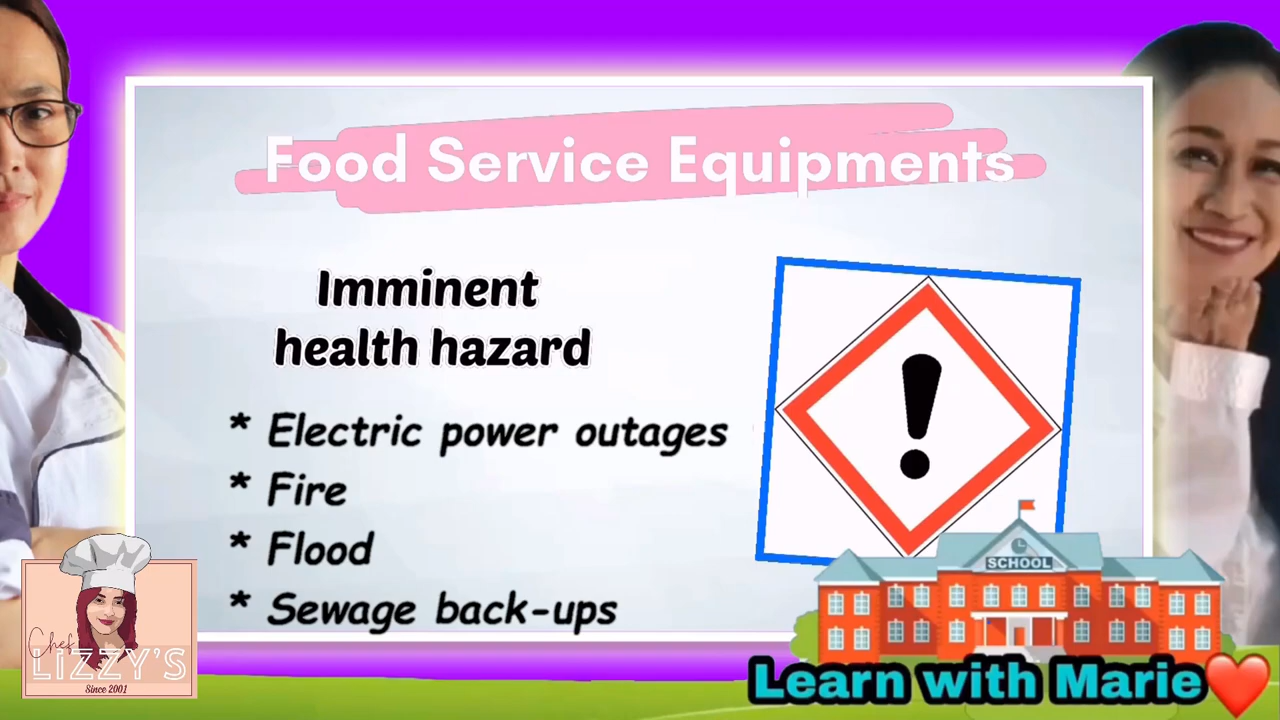 Food Service Equipments
Imminent
health hazard
* Electric power outages
* Fire
* Flood
* Sewage back-ups
SCHOOL
Chef
LIZZY'S
Since 2001
Learn with Marie